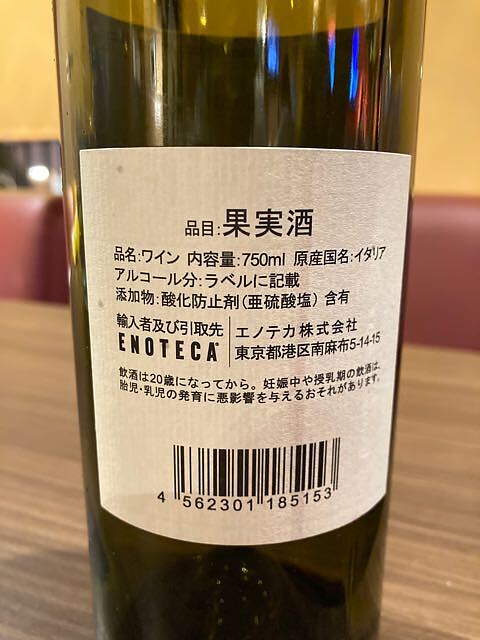 品目:果実酒
品名:ワイン 内容量:750ml 原産国名:イタリア
アルコール分:ラベルに記載
添加物:酸化防止剤(亜硫酸塩) 含有
輸入者及び引取先
ENOTECA
エノテカ株式会社
東京都港区南麻布5-14-15
飲酒は20歳になってから。妊娠中や授乳期の飲酒は、
胎児・乳児の発育に悪影響を与えるおそれがあります。
4 562301 185153